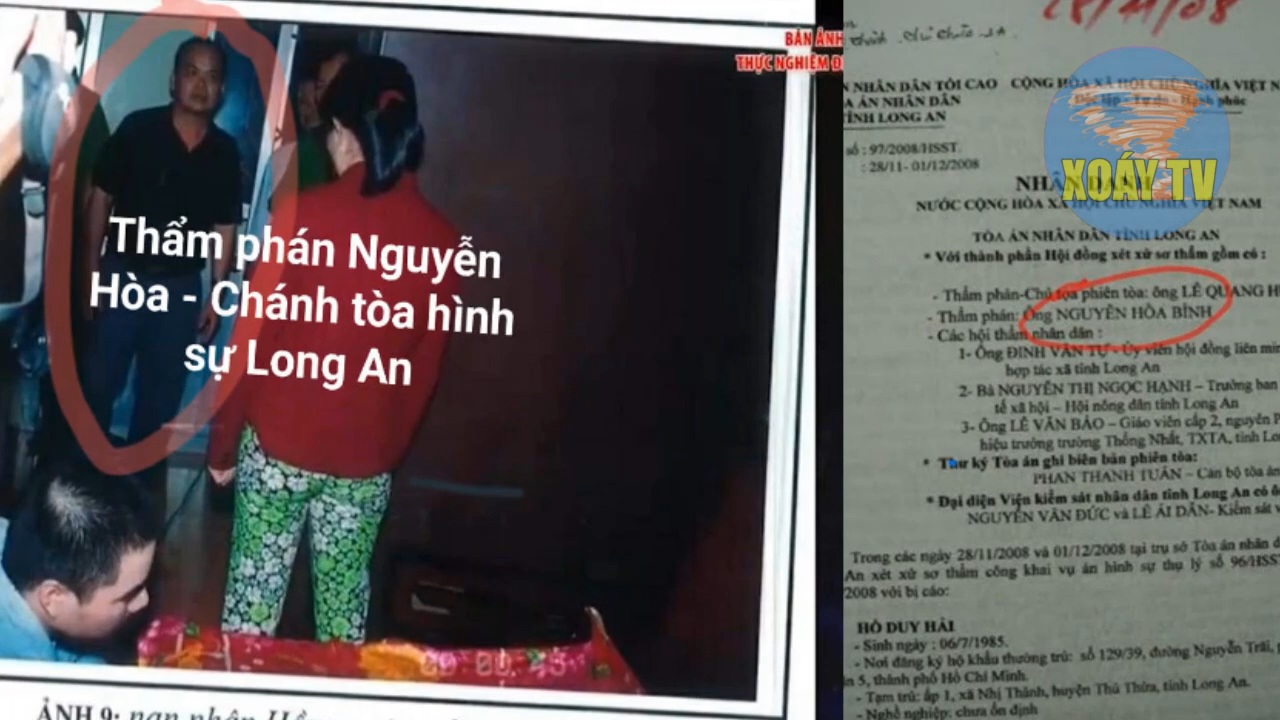 BẢN ẢNH
THỰC NGHIỆM Đ
Thẩm phán Nguyễn
Hòa - Chánh tòa hình
sự Long An
ẢNH 9: nạn nhân
28/11/08
XOÁY TV
N NHÂN DÂN TỐI CAO CỘNG HÒA XÃ HỘI CHỦ NGHĨA VIỆT N
A ÁN NHÂN DÂN Độc lập - Tự do - Hạnh phúc
TỈNH LONG AN
số : 97/2008/HSST.
: 28/11- 01/12/2008
NHÂN DANH
NƯỚC CỘNG HÒA XÃ HỘI CHỦ NGHĨA VIỆT NAM
TÒA ÁN NHÂN DÂN TỈNH LONG AN
* Với thành phần Hội đồng xét xử sơ thẩm gồm có :
- Thẩm phán-Chủ tọa phiên tòa: ông LÊ QUANG H
- Thẩm phán: Ông NGUYỄN HÒA BÌNH
- Các hội thẩm nhân dân :
1- Ông ĐINH VĂN TƯ - Ủy viên hội đồng liên min
hợp tác xã tỉnh Long An
2- Bà NGUYỄN THỊ NGỌC HẠNH – Trưởng ban
tế xã hội – Hội nông dân tỉnh Long An
3- Ông LÊ VĂN BẢO – Giáo viên cấp 2, nguyên P
hiệu trưởng trường Thống Nhất, TXTA, tỉnh Lo
* Thư ký Tòa án ghi biên bản phiên tòa:
PHAN THANH TUẤN – Cán bộ tòa án
* Đại diện Viện kiểm sát nhân dân tỉnh Long An có ô
NGUYỄN VĂN ĐỨC và LÊ ÁI DÂN- Kiểm sát v
Trong các ngày 28/11/2008 và 01/12/2008 tại trụ sở Tòa án nhân d
An xét xử sơ thẩm công khai vụ án hình sự thụ lý số 96/HSST
2008 với bị cáo:
HỒ DUY HẢI
- Sinh ngày : 06/7/1985.
- Nơi đăng ký hộ khẩu thường trú: số 129/39, đường Nguyễn Trãi, p
n 5, thành phố Hồ Chí Minh.
- Tạm trú: ấp 1, xã Nhị Thành, huyện Thủ Thừa, tỉnh Long An.
- Nghề nghiệp: chưa ổn định